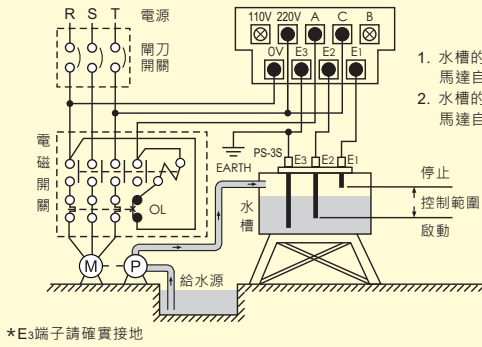 R S T 電源
閘刀
開關
110V 220V A C B
0V E3 E2 E1
1. 水槽的
馬達自
2. 水槽的
馬達自
電磁開關
OL
EARTH
PS-3S
E3 E2 E1
水槽
停止
控制範圍
啟動
M
P
給水源
*E3端子請確實接地